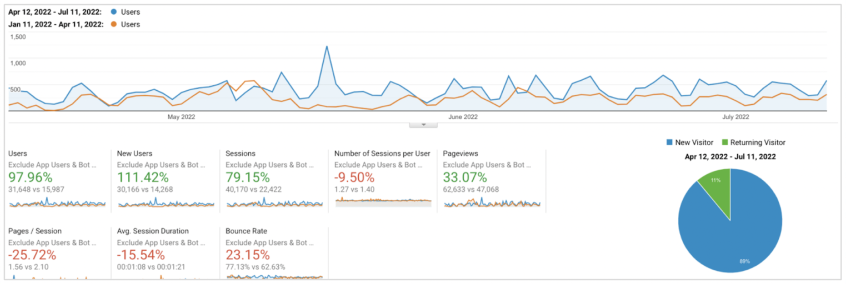 Apr 12, 2022 - Jul 11, 2022: Users
Jan 11, 2022 - Apr 11, 2022: Users
1,500
1,000
500
May 2022
June 2022
July 2022
Users
Exclude App Users & Bot ...
97.96%
31,648 vs 15,987
New Users
Exclude App Users & Bot ...
111.42%
30,166 vs 14,268
Sessions
Exclude App Users & Bot ...
79.15%
40,170 vs 22,422
Number of Sessions per User
Exclude App Users & Bot ...
-9.50%
1.27 vs 1.40
Pageviews
Exclude App Users & Bot ...
33.07%
62,633 vs 47,068
Pages / Session
Exclude App Users & Bot ...
-25.72%
1.56 vs 2.10
Avg. Session Duration
Exclude App Users & Bot ...
-15.54%
00:01:08 vs 00:01:21
Bounce Rate
Exclude App Users & Bot ...
23.15%
77.13% vs 62.63%
New Visitor Returning Visitor
Apr 12, 2022 - Jul 11, 2022
11%
89%